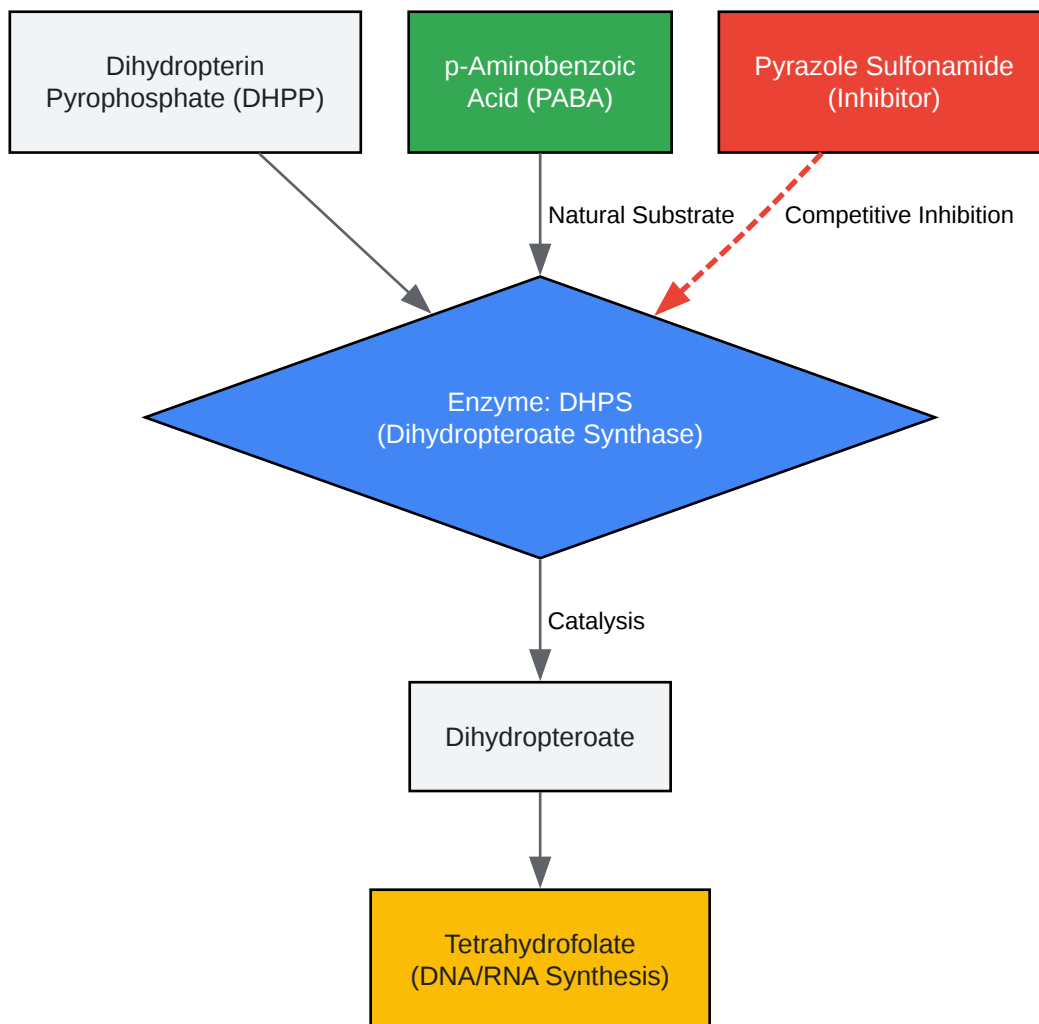 Dihydropterin
Pyrophosphate (DHPP)
p-Aminobenzoic
Acid (PABA)
Pyrazole Sulfonamide
(Inhibitor)
Natural Substrate
Competitive Inhibition
Enzyme: DHPS
(Dihydropteroate Synthase)
Catalysis
Dihydropteroate
Tetrahydrofolate
(DNA/RNA Synthesis)